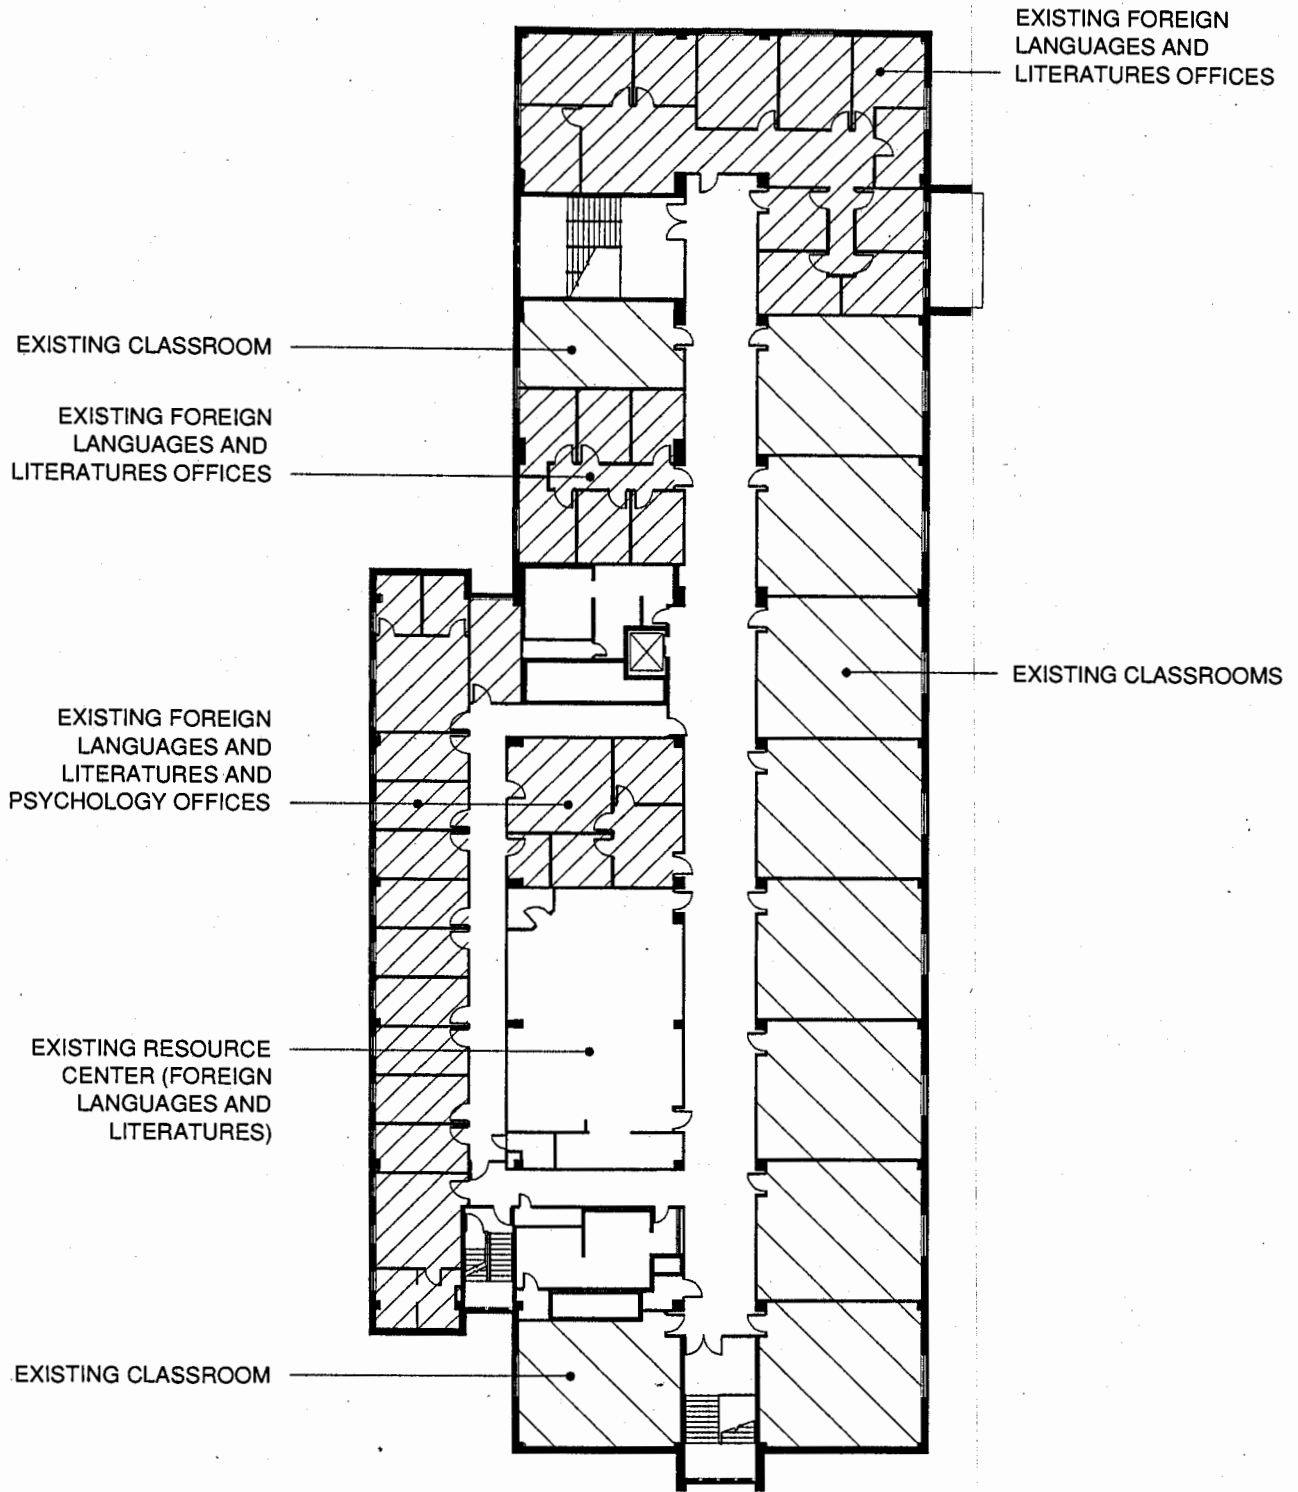 EXISTING FOREIGN
LANGUAGES AND
LITERATURES OFFICES
EXISTING CLASSROOM
EXISTING FOREIGN
LANGUAGES AND
LITERATURES OFFICES
EXISTING CLASSROOMS
EXISTING FOREIGN
LANGUAGES AND
LITERATURES AND
PSYCHOLOGY OFFICES
EXISTING RESOURCE
CENTER (FOREIGN
LANGUAGES AND
LITERATURES)
EXISTING CLASSROOM